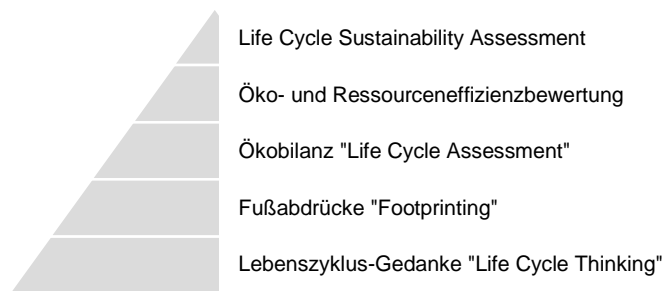 Life Cycle Sustainability Assessment
Öko- und Ressourceneffizienzbewertung
Ökobilanz "Life Cycle Assessment"
Fußabdrücke "Footprinting"
Lebenszyklus-Gedanke "Life Cycle Thinking"